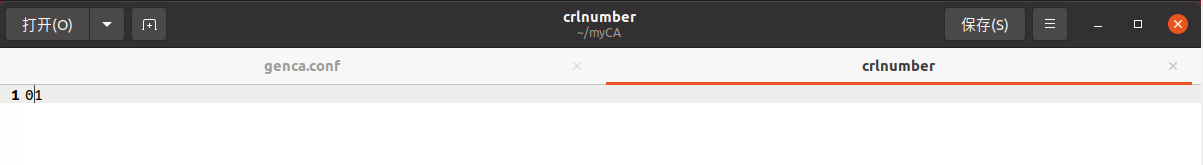 打开(O)
crlnumber
~/myCA
保存(S)
genca.conf
crlnumber
1 01